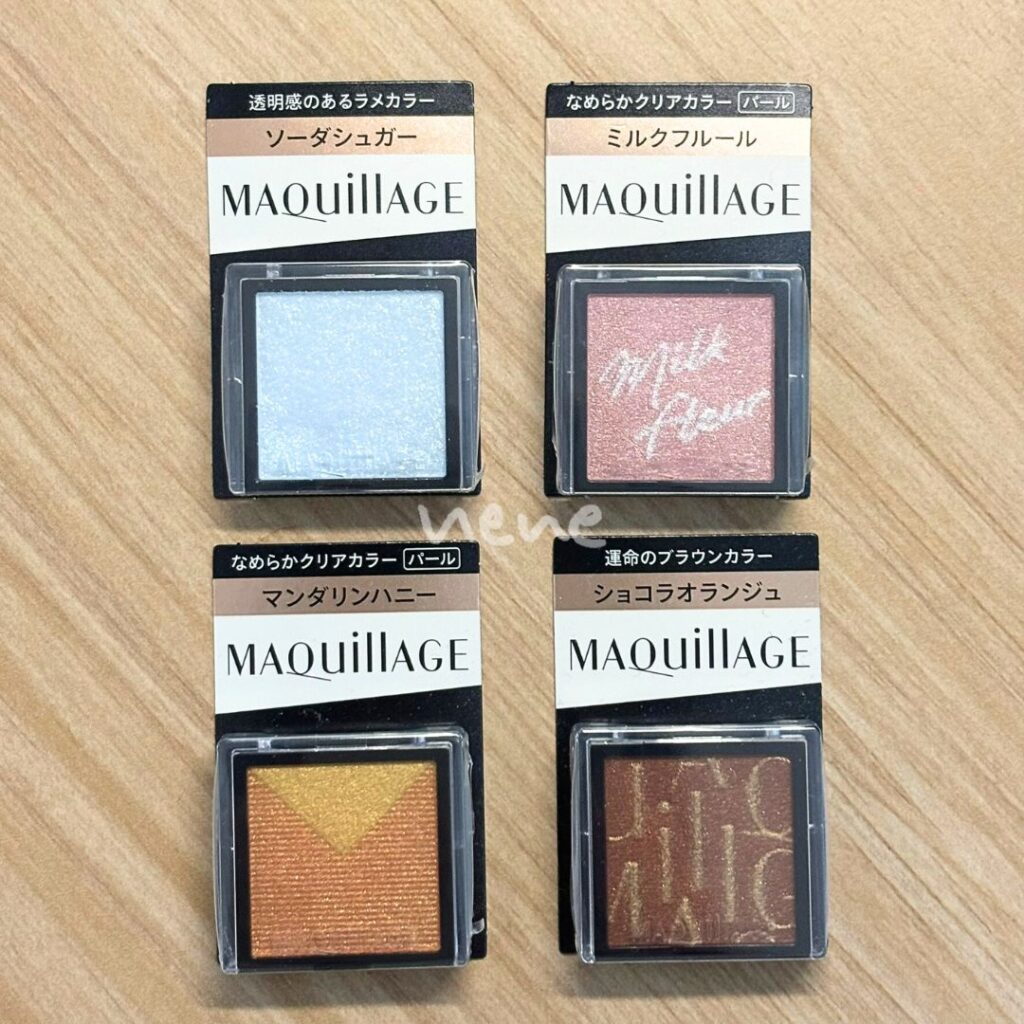 透明感のあるラメカラー
ソーダシュガー
MAQuillAGE
なめらかクリアカラー パール
ミルクフルール
MAQuillAGE
Milk
fleur
nene
なめらかクリアカラー パール
マンダリンハニー
MAQuillAGE
運命のブラウンカラー
ショコラオランジュ
MAQuillAGE